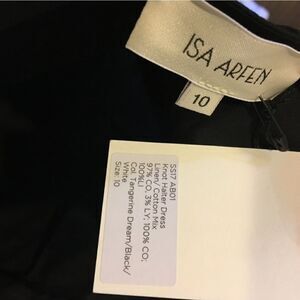 ISA ARFEN
10
SS17 AB01
Knot Halter Dress
Linen/ Cotton Mix
97% CO, 3% LY; 100% CO;
100%LI
Col. Tangerine Dream/Black/
White
Size: 10